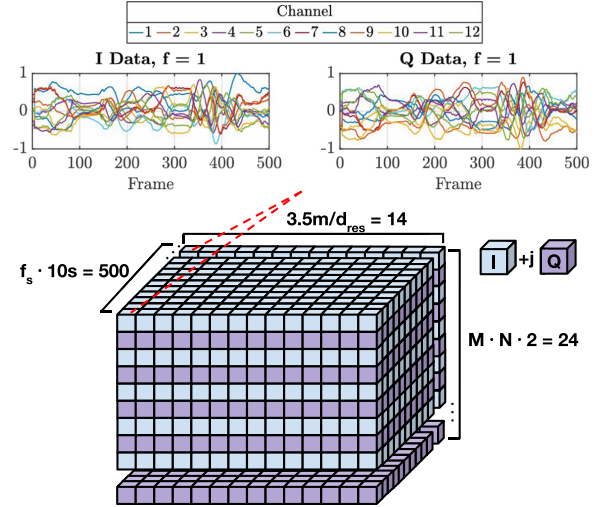 Channel
1 2 3 4 5 6 7 8 9 10 11 12
I Data, f = 1
Q Data, f = 1
1
0
-1
0 100 200 300 400 500
Frame
1
0
-1
0 100 200 300 400 500
Frame
3.5m/d_res = 14
f_s · 10s = 500
I +j Q
M · N · 2 = 24